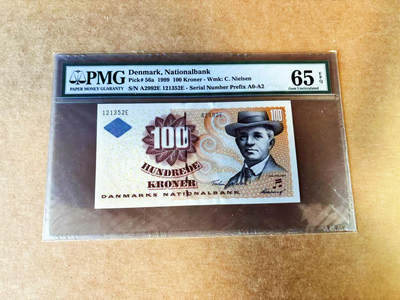 PMG
PAPER MONEY GUARANTY
Denmark, Nationalbank
Pick# 56a 1999 100 Kroner - Wmk: C. Nielsen
S/N A2992E 121352E - Serial Number Prefix A0-A2
65 EPQ
Gem Uncirculated
121352E
100
100
HUNDREDE
KRONER
DANMARKS NATIONALBANK